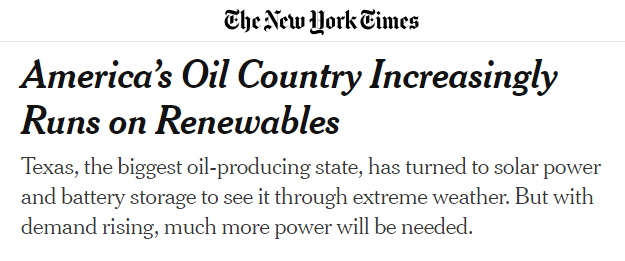 The New York Times
America’s Oil Country Increasingly
Runs on Renewables
Texas, the biggest oil-producing state, has turned to solar power
and battery storage to see it through extreme weather. But with
demand rising, much more power will be needed.